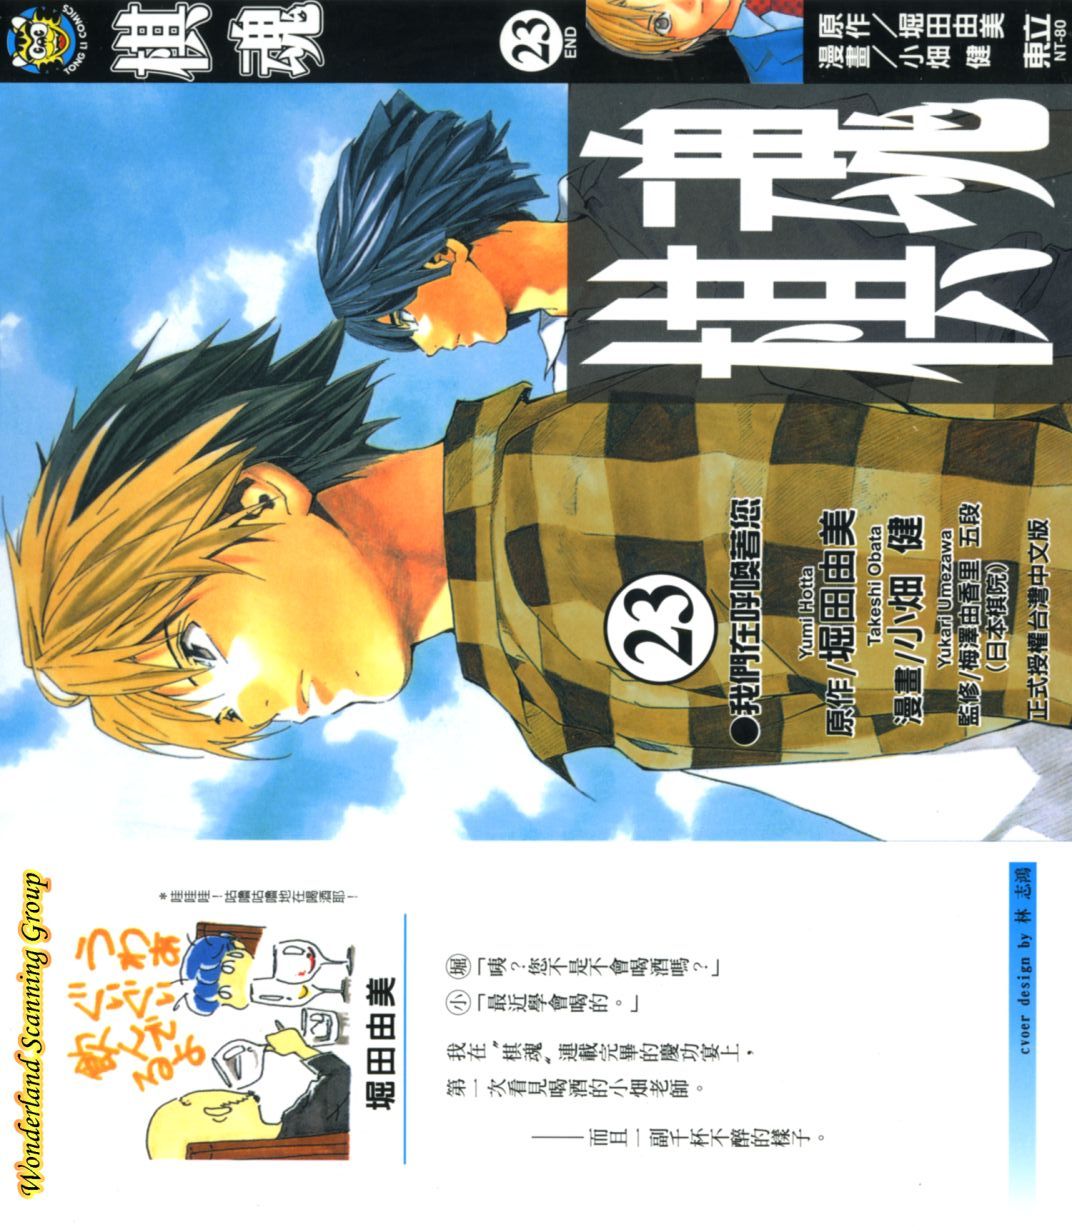 TONG LI COMICS
棋魂
23
END
原作／堀田由美
漫畫／小畑 健
東立
NT-80
棋魂
23
●我們在呼喚著您
Yumi Hotta
原作/堀田由美
Takeshi Obata
漫畫/小畑 健
Yukari Umezawa
監修/梅澤由香里 五段
（日本棋院）
正式授權台灣中文版
Wonderland Scanning Group
＊哇哇哇！咕嚕咕嚕地在喝酒耶！
うわぁ
ぐいぐい
飲んでるよ
堀田由美
堀「咦？您不是不會喝酒嗎？」
小「最近學會喝的。」
我在〝棋魂〞連載完畢的慶功宴上，
第一次看見喝酒的小畑老師。
——而且一副千杯不醉的樣子。
cvoer design by 林 志鴻